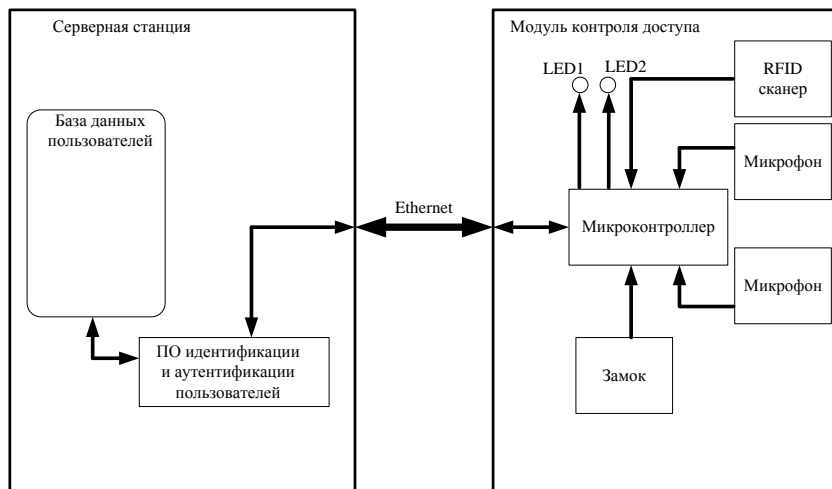 Серверная станция
База данных
пользователей
ПО идентификации
и аутентификации
пользователей
Ethernet
Модуль контроля доступа
LED1
LED2
RFID
сканер
Микрофон
Микроконтроллер
Микрофон
Замок